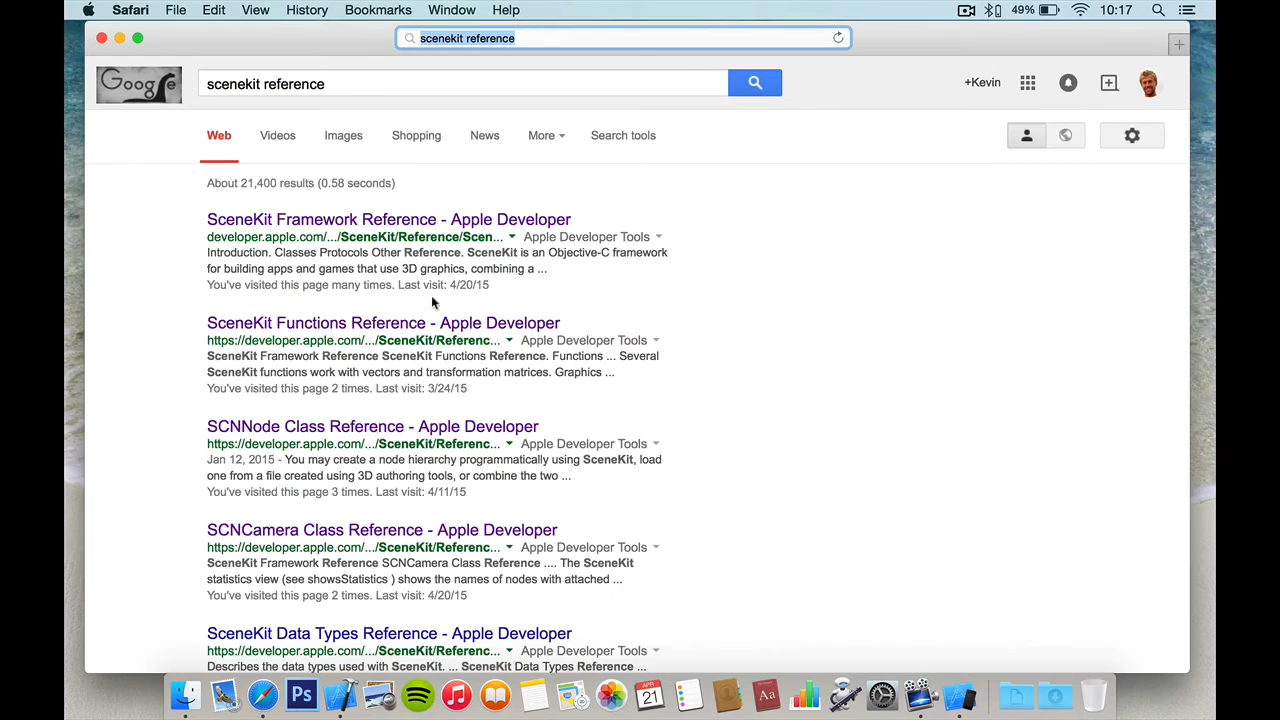 Safari File Edit View History Bookmarks Window Help 49% 10:17
scenekit reference
Google
scenekit reference
+Kevin
Web Videos Images Shopping News More Search tools
About 21,400 results (0.58 seconds)
SceneKit Framework Reference - Apple Developer
developer.apple.com/.../SceneKit/Reference/Scen... Apple Developer Tools
Introduction. Classes Protocols Other Reference. SceneKit is an Objective-C framework
for building apps and games that use 3D graphics, combining a ...
You've visited this page many times. Last visit: 4/20/15
SceneKit Functions Reference - Apple Developer
https://developer.apple.com/.../SceneKit/Referenc... Apple Developer Tools
SceneKit Framework Reference SceneKit Functions Reference. Functions ... Several
SceneKit functions work with vectors and transformation matrices. Graphics ...
You've visited this page 2 times. Last visit: 3/24/15
SCNNode Class Reference - Apple Developer
https://developer.apple.com/.../SceneKit/Referenc... Apple Developer Tools
Jan 12, 2015 - You may create a node hierarchy programmatically using SceneKit, load
one from a file created using 3D authoring tools, or combine the two ...
You've visited this page 3 times. Last visit: 4/11/15
SCNCamera Class Reference - Apple Developer
https://developer.apple.com/.../SceneKit/Referenc... Apple Developer Tools
SceneKit Framework Reference SCNCamera Class Reference .... The SceneKit
statistics view (see showsStatistics ) shows the names of nodes with attached ...
You've visited this page 2 times. Last visit: 4/20/15
SceneKit Data Types Reference - Apple Developer
https://developer.apple.com/.../SceneKit/Referenc... Apple Developer Tools
Describes the data types used with SceneKit. ... SceneKit Data Types Reference ...
Ps
APR
21
Aa